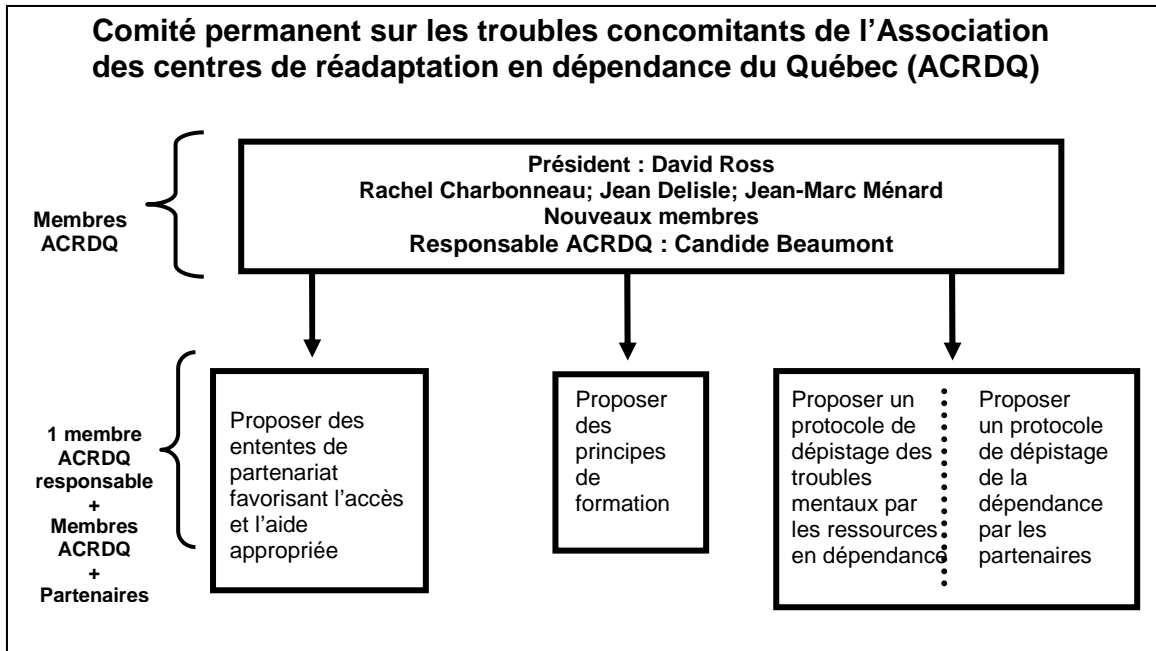 Comité permanent sur les troubles concomitants de l’Association
des centres de réadaptation en dépendance du Québec (ACRDQ)
Membres
ACRDQ
Président : David Ross
Rachel Charbonneau; Jean Delisle; Jean-Marc Ménard
Nouveaux membres
Responsable ACRDQ : Candide Beaumont
1 membre
ACRDQ
responsable
+
Membres
ACRDQ
+
Partenaires
Proposer des
ententes de
partenariat
favorisant l’accès
et l’aide
appropriée
Proposer
des
principes
de
formation
Proposer un
protocole de
dépistage des
troubles
mentaux par
les ressources
en dépendance
Proposer
un protocole
de dépistage
de la
dépendance
par les
partenaires